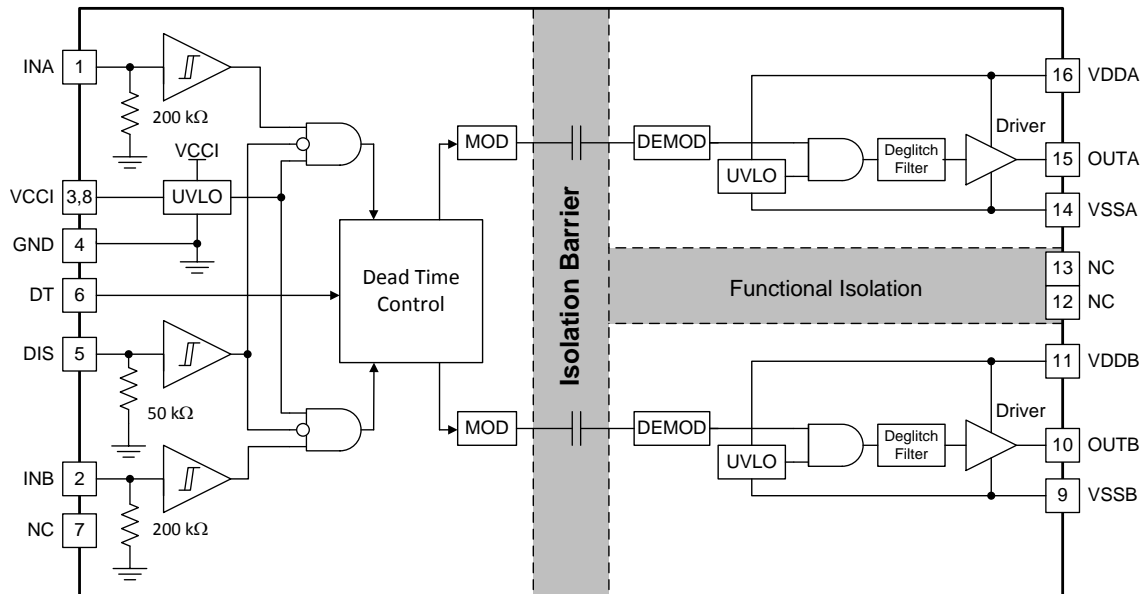 INA
1
200 kΩ
VCCI
VCCI
3,8
UVLO
GND
4
DT
6
DIS
5
50 kΩ
INB
2
NC
7
200 kΩ
Dead Time
Control
MOD
MOD
Isolation Barrier
DEMOD
UVLO
Deglitch
Filter
Driver
16
VDDA
15
OUTA
14
VSSA
Functional Isolation
13
NC
12
NC
DEMOD
UVLO
Deglitch
Filter
Driver
11
VDDB
10
OUTB
9
VSSB